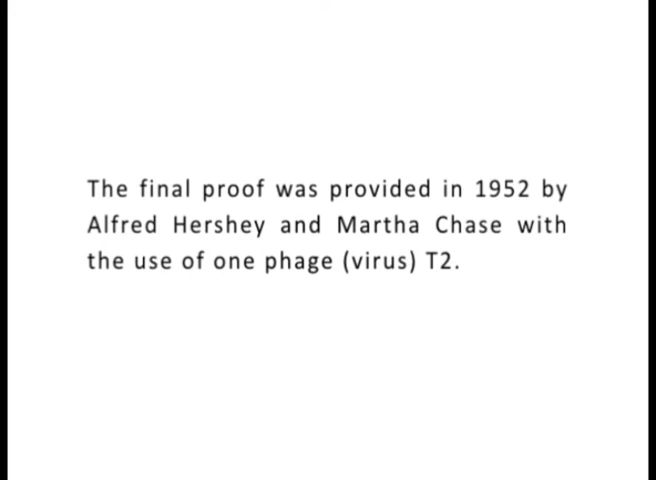 The final proof was provided in 1952 by
Alfred Hershey and Martha Chase with
the use of one phage (virus) T2.